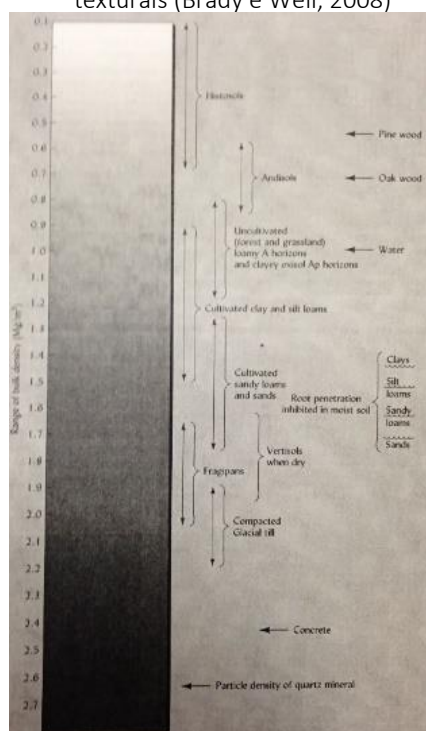 texturais (Brady e Well, 2008)
0.1
0.2
0.3
0.4
0.5
0.6
0.7
0.8
0.9
1.0
1.1
1.2
1.3
1.4
1.5
1.6
1.7
1.8
1.9
2.0
2.1
2.2
2.3
2.4
2.5
2.6
2.7
Range of bulk density (Mg/m³)
Histosols
Pine wood
Andisols
Oak wood
Uncultivated
(forest and grassland)
loamy A horizons
and clayey oxisol Ap horizons
Water
Cultivated clay and silt loams
Cultivated
sandy loams
and sands
Root penetration
inhibited in moist soil
Clays
Silt
loams
Sandy
loams
Sands
Vertisols
when dry
Fragipans
Compacted
Glacial till
Concrete
Particle density of quartz mineral